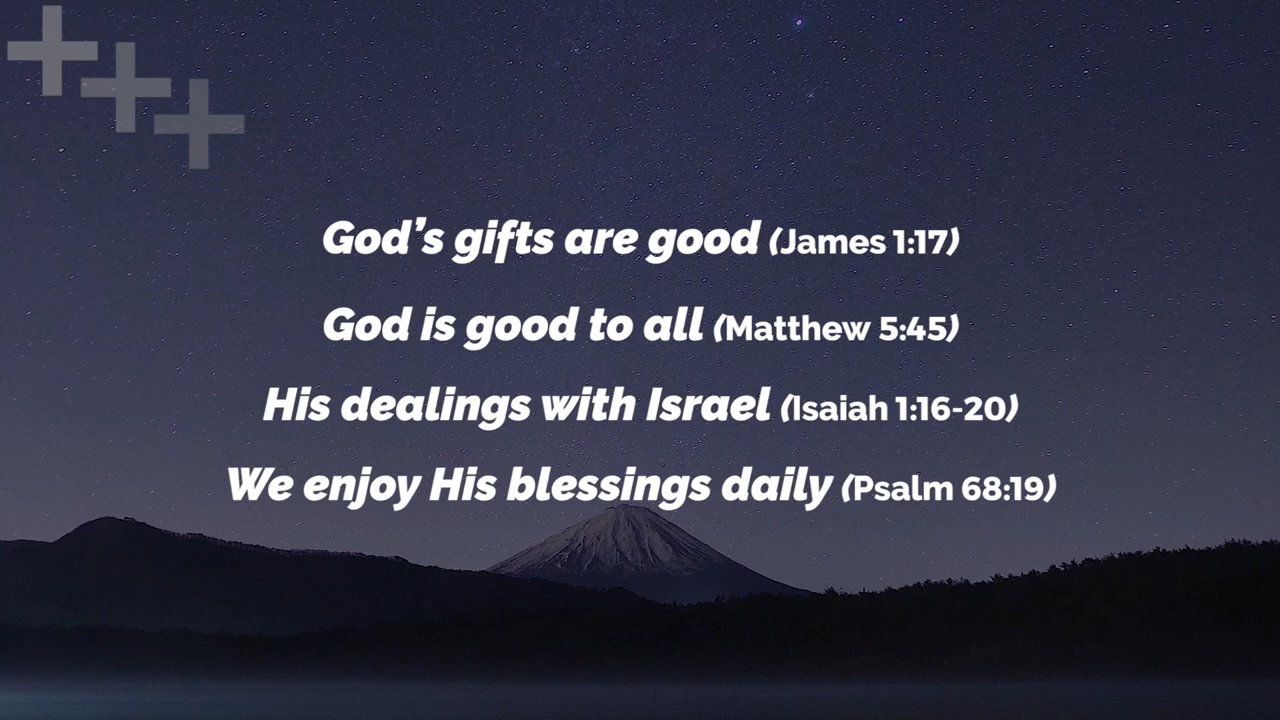 God’s gifts are good (James 1:17)
God is good to all (Matthew 5:45)
His dealings with Israel (Isaiah 1:16-20)
We enjoy His blessings daily (Psalm 68:19)